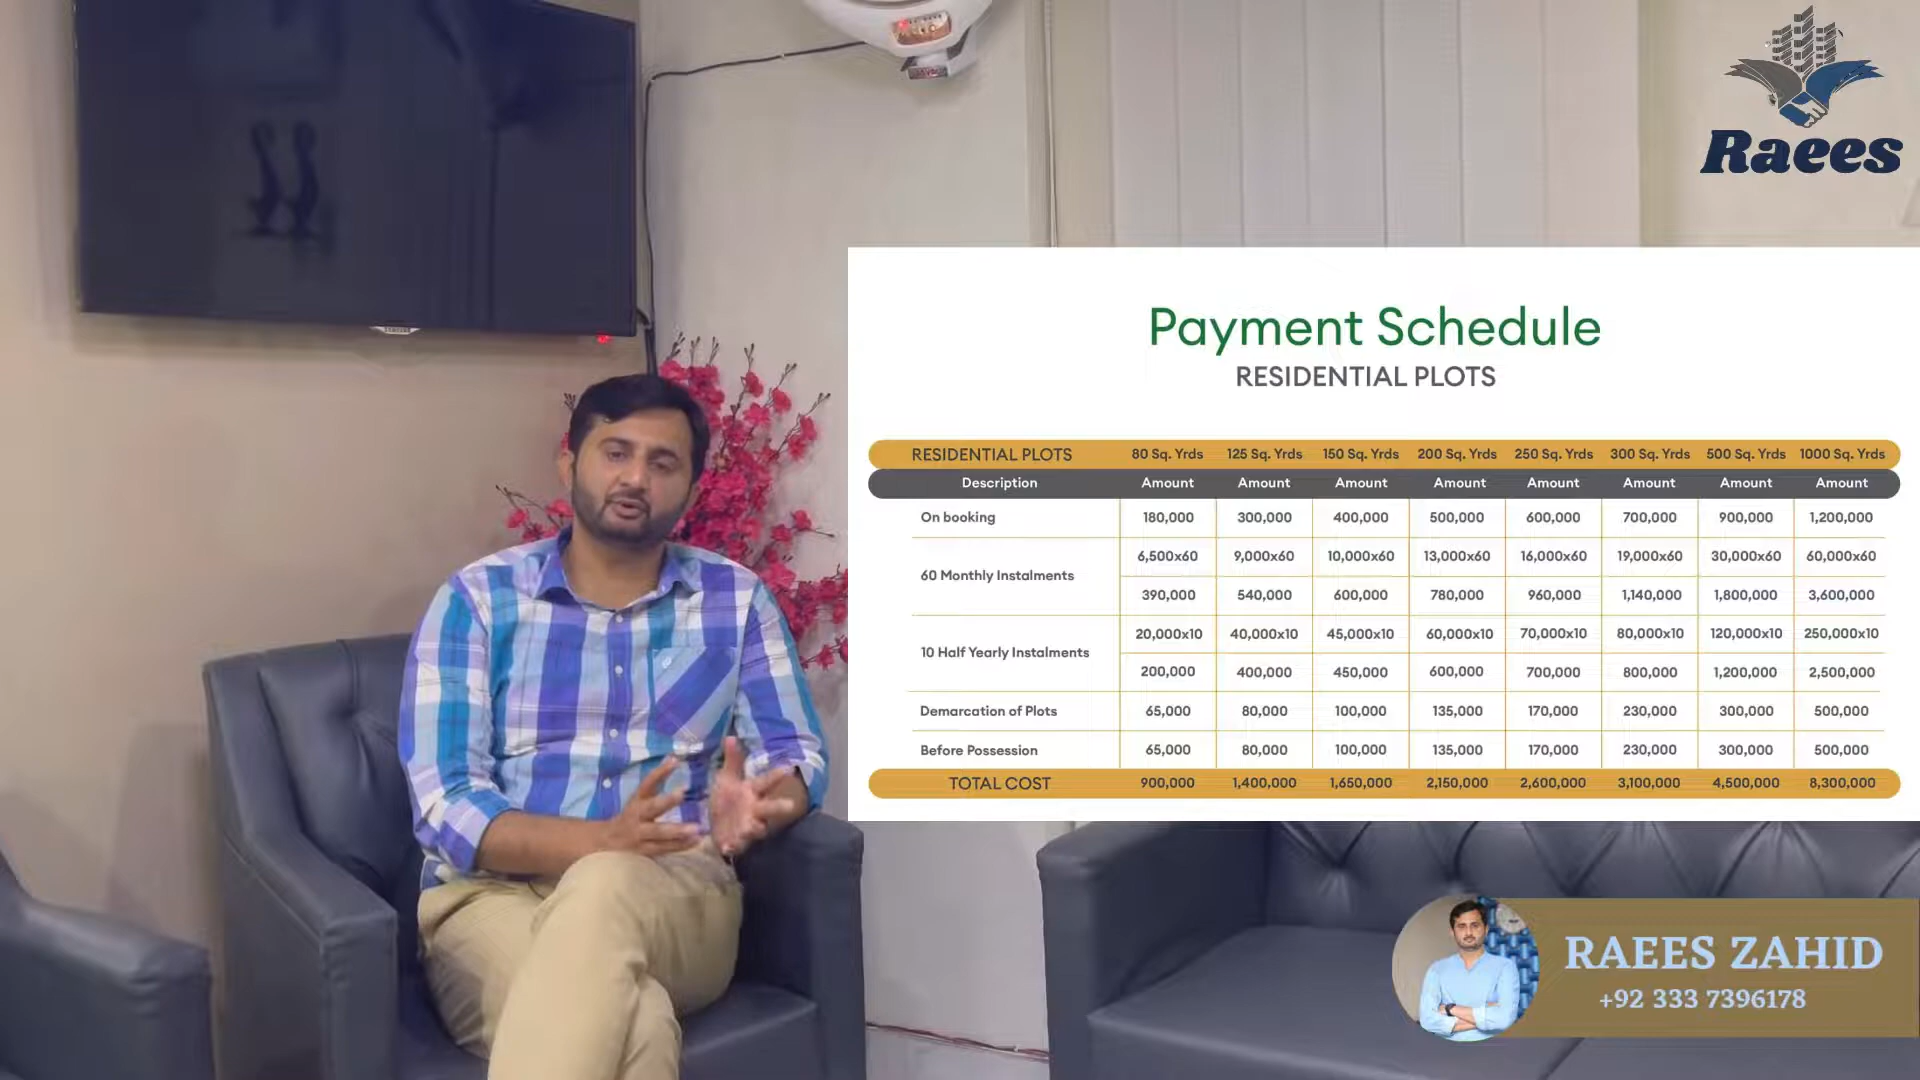 Raees
Payment Schedule
RESIDENTIAL PLOTS
RESIDENTIAL PLOTS 80 Sq. Yrds 125 Sq. Yrds 150 Sq. Yrds 200 Sq. Yrds 250 Sq. Yrds 300 Sq. Yrds 500 Sq. Yrds 1000 Sq. Yrds
Description Amount Amount Amount Amount Amount Amount Amount Amount
On booking 180,000 300,000 400,000 500,000 600,000 700,000 900,000 1,200,000
6,500x60 9,000x60 10,000x60 13,000x60 16,000x60 19,000x60 30,000x60 60,000x60
60 Monthly Instalments
390,000 540,000 600,000 780,000 960,000 1,140,000 1,800,000 3,600,000
20,000x10 40,000x10 45,000x10 60,000x10 70,000x10 80,000x10 120,000x10 250,000x10
10 Half Yearly Instalments
200,000 400,000 450,000 600,000 700,000 800,000 1,200,000 2,500,000
Demarcation of Plots 65,000 80,000 100,000 135,000 170,000 230,000 300,000 500,000
Before Possession 65,000 80,000 100,000 135,000 170,000 230,000 300,000 500,000
TOTAL COST 900,000 1,400,000 1,650,000 2,150,000 2,600,000 3,100,000 4,500,000 8,300,000
RAEES ZAHID
+92 333 7396178